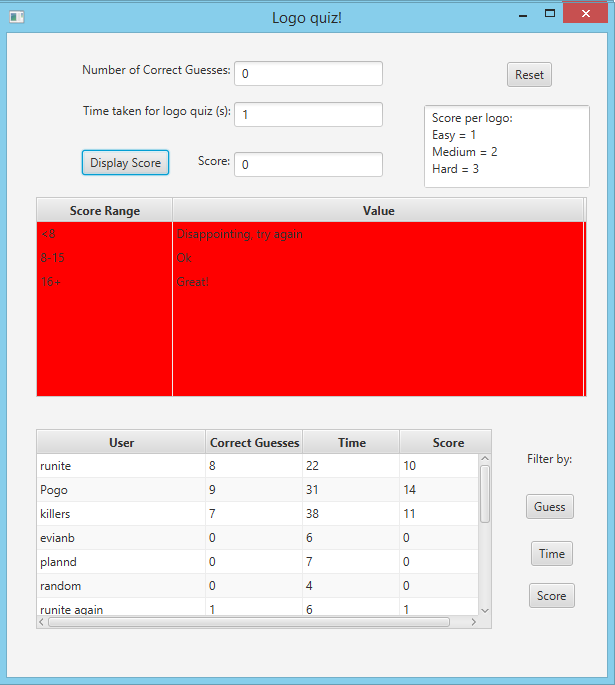 Logo quiz!
Number of Correct Guesses: 0
Reset
Time taken for logo quiz (s): 1
Score per logo:
Easy = 1
Medium = 2
Hard = 3
Display Score Score: 0
Score Range Value
<8 Disappointing, try again
8-15 Ok
16+ Great!
User Correct Guesses Time Score
runite 8 22 10
Pogo 9 31 14
killers 7 38 11
evianb 0 6 0
plannd 0 7 0
random 0 4 0
runite again 1 6 1
Filter by:
Guess
Time
Score